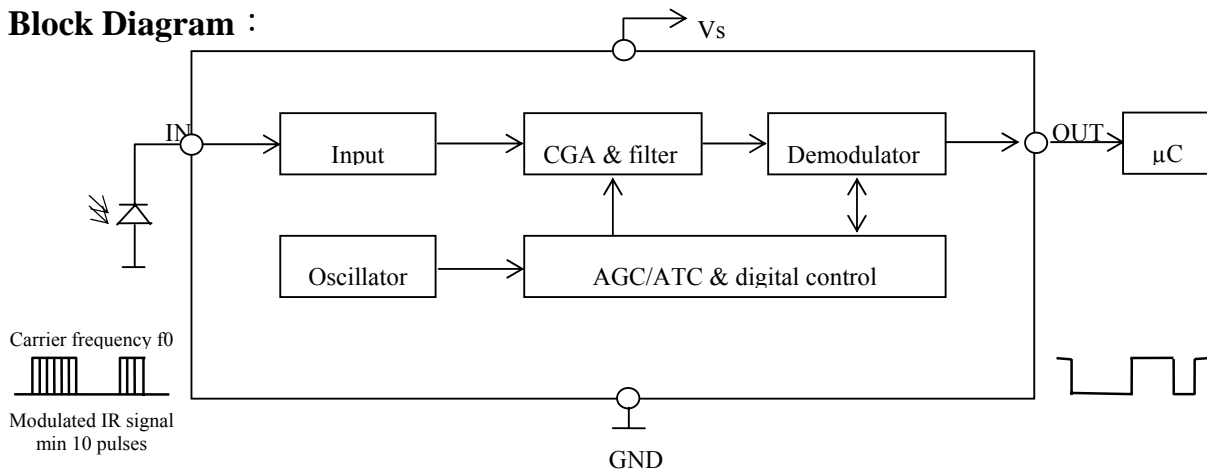 Block Diagram：
Vs
IN
Input
CGA & filter
Demodulator
OUT
µC
Oscillator
AGC/ATC & digital control
Carrier frequency f0
Modulated IR signal
min 10 pulses
GND